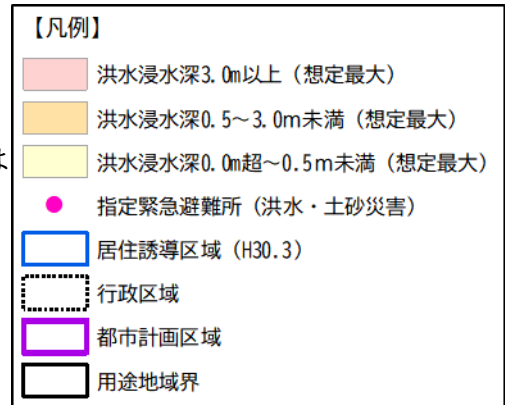 【凡例】
洪水浸水深3.0m以上（想定最大）
洪水浸水深0.5～3.0m未満（想定最大）
は
洪水浸水深0.0m超～0.5m未満（想定最大）
指定緊急避難所（洪水・土砂災害）
居住誘導区域（H30.3）
行政区域
都市計画区域
用途地域界